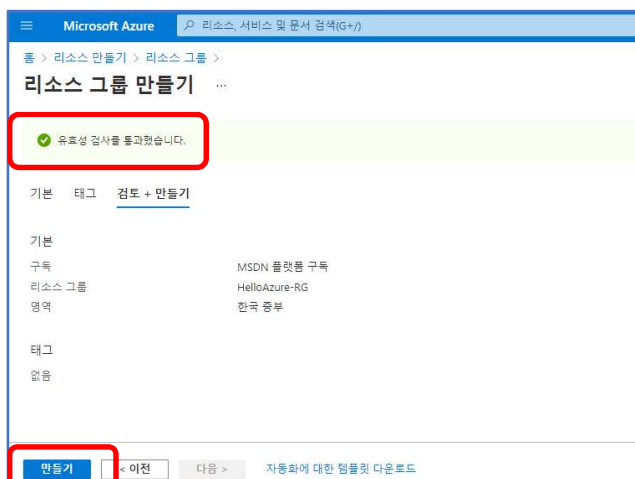 Microsoft Azure 리소스, 서비스 및 문서 검색(G+/)
홈 > 리소스 만들기 > 리소스 그룹 >
리소스 그룹 만들기 ...
유효성 검사를 통과했습니다.
기본 태그 검토 + 만들기
기본
구독 MSDN 플랫폼 구독
리소스 그룹 HelloAzure-RG
영역 한국 중부
태그
없음
만들기 < 이전 다음 > 자동화에 대한 템플릿 다운로드